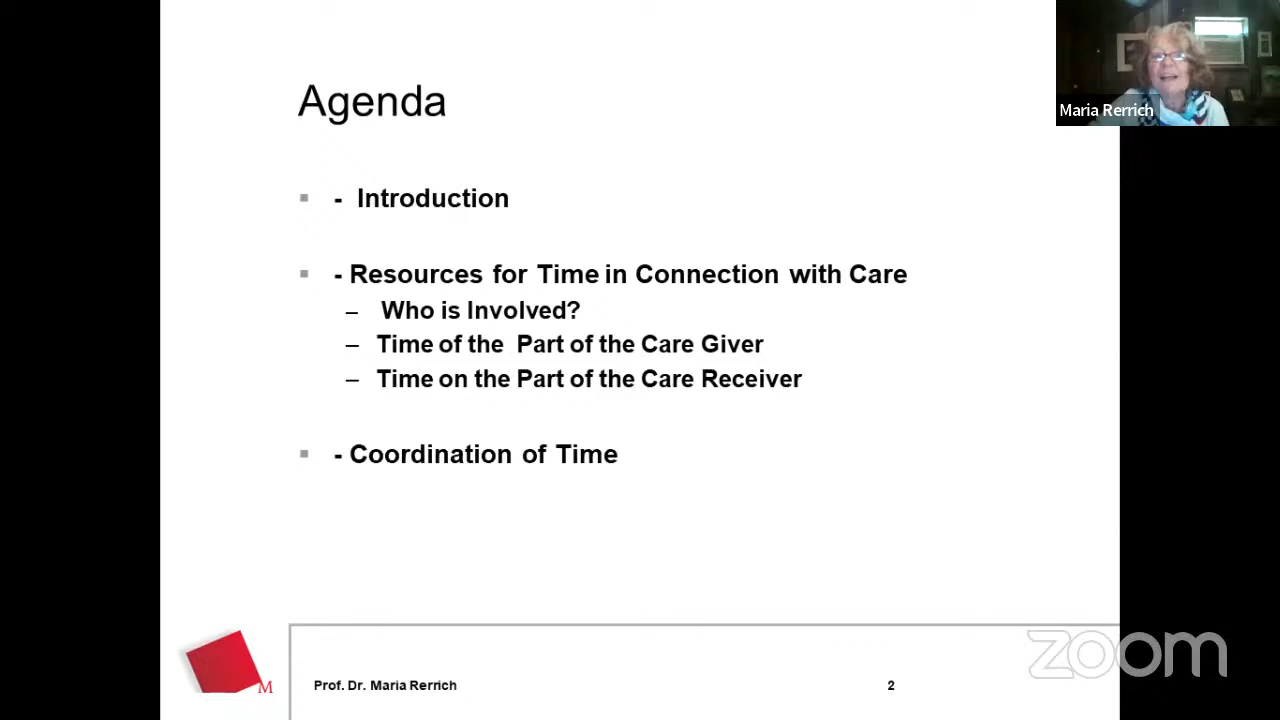 Agenda
Maria Rerrich
- Introduction
- Resources for Time in Connection with Care
– Who is Involved?
– Time of the Part of the Care Giver
– Time on the Part of the Care Receiver
- Coordination of Time
M
Prof. Dr. Maria Rerrich
2
zoom